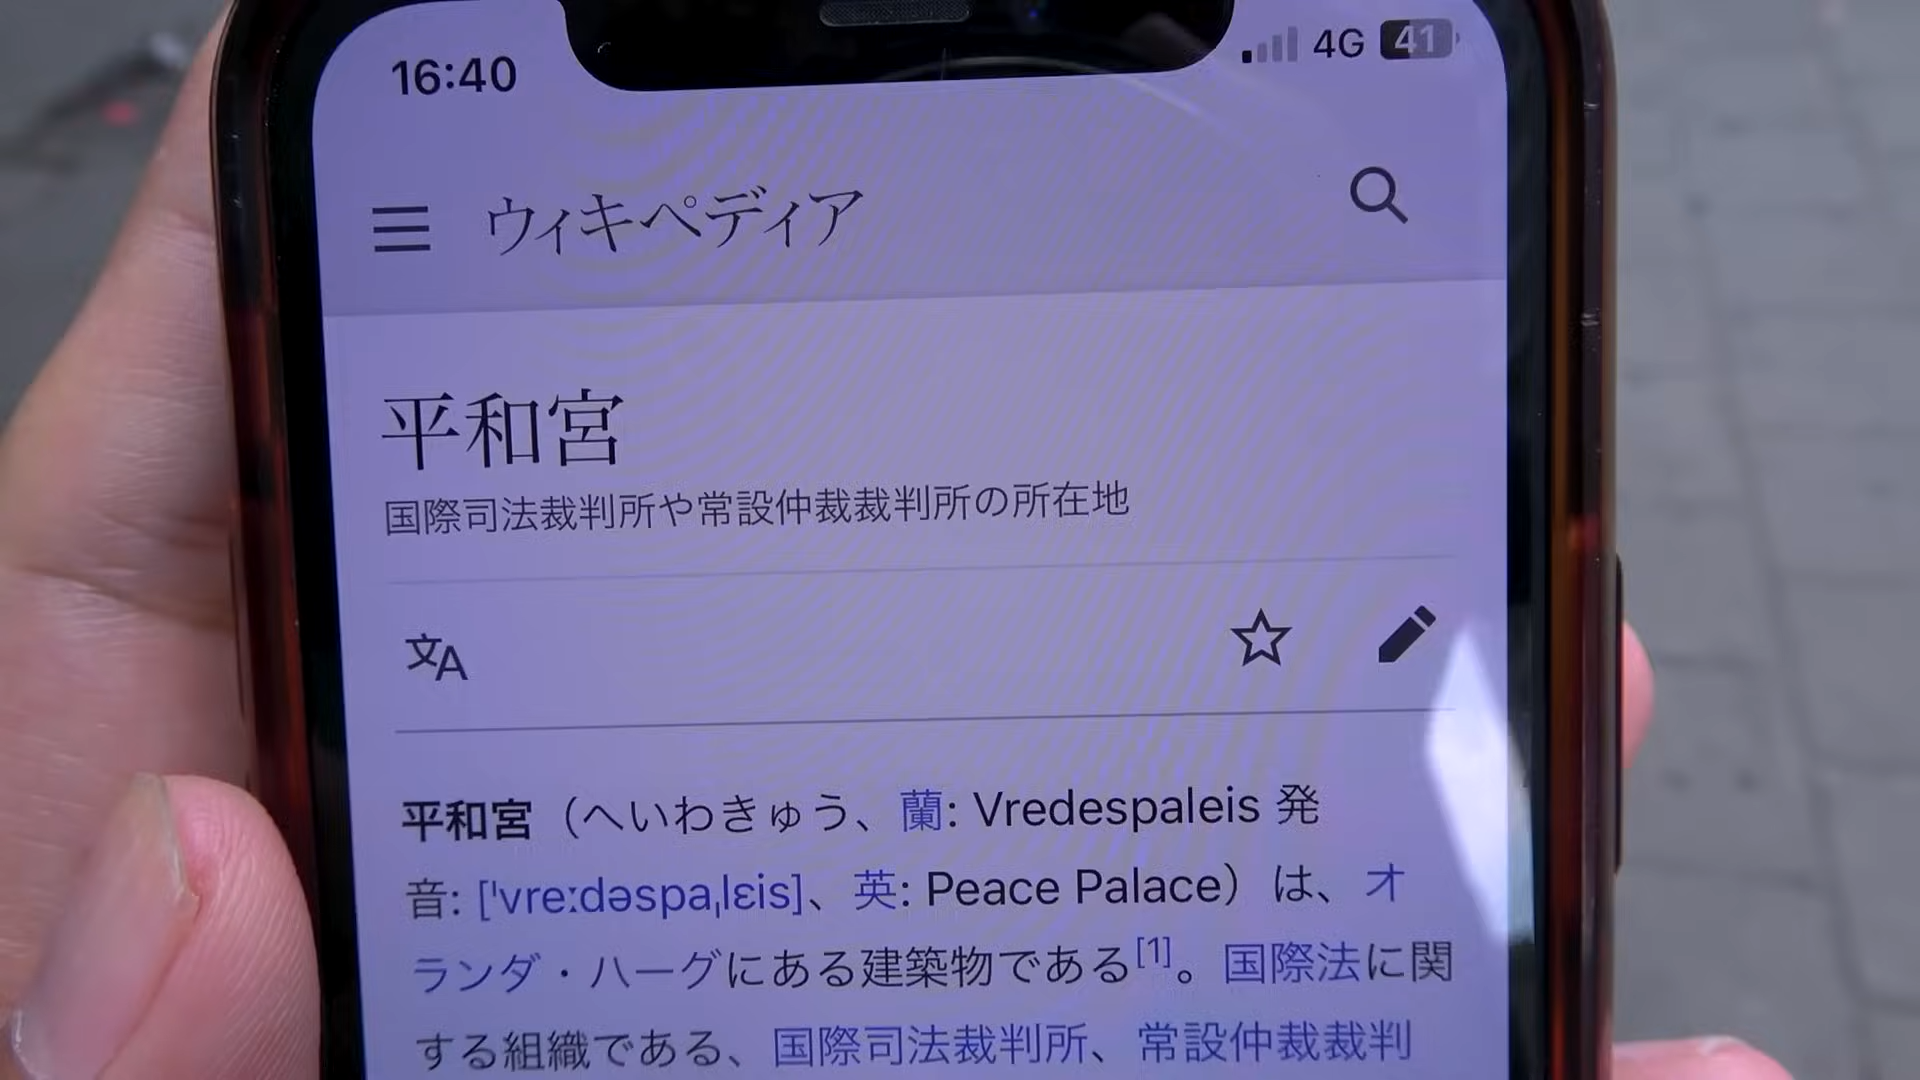 16:40
4G 41
ウィキペディア
平和宮
国際司法裁判所や常設仲裁裁判所の所在地
文A
平和宮（へいわきゅう、蘭: Vredespaleis 発
音: [ˈvreːdəspaˌlɛis]、英: Peace Palace）は、オ
ランダ・ハーグにある建築物である[1]。国際法に関
する組織である、国際司法裁判所、常設仲裁裁判